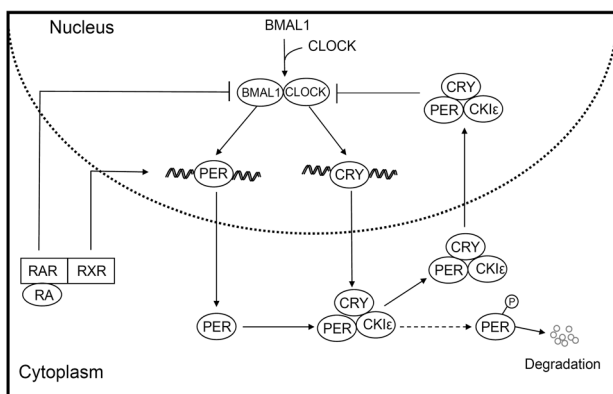 Nucleus
BMAL1
CLOCK
BMAL1 CLOCK
CRY
PER CKIε
PER
CRY
RAR RXR
RA
CRY
PER CKIε
PER
CRY
PER CKIε
P
PER
Degradation
Cytoplasm